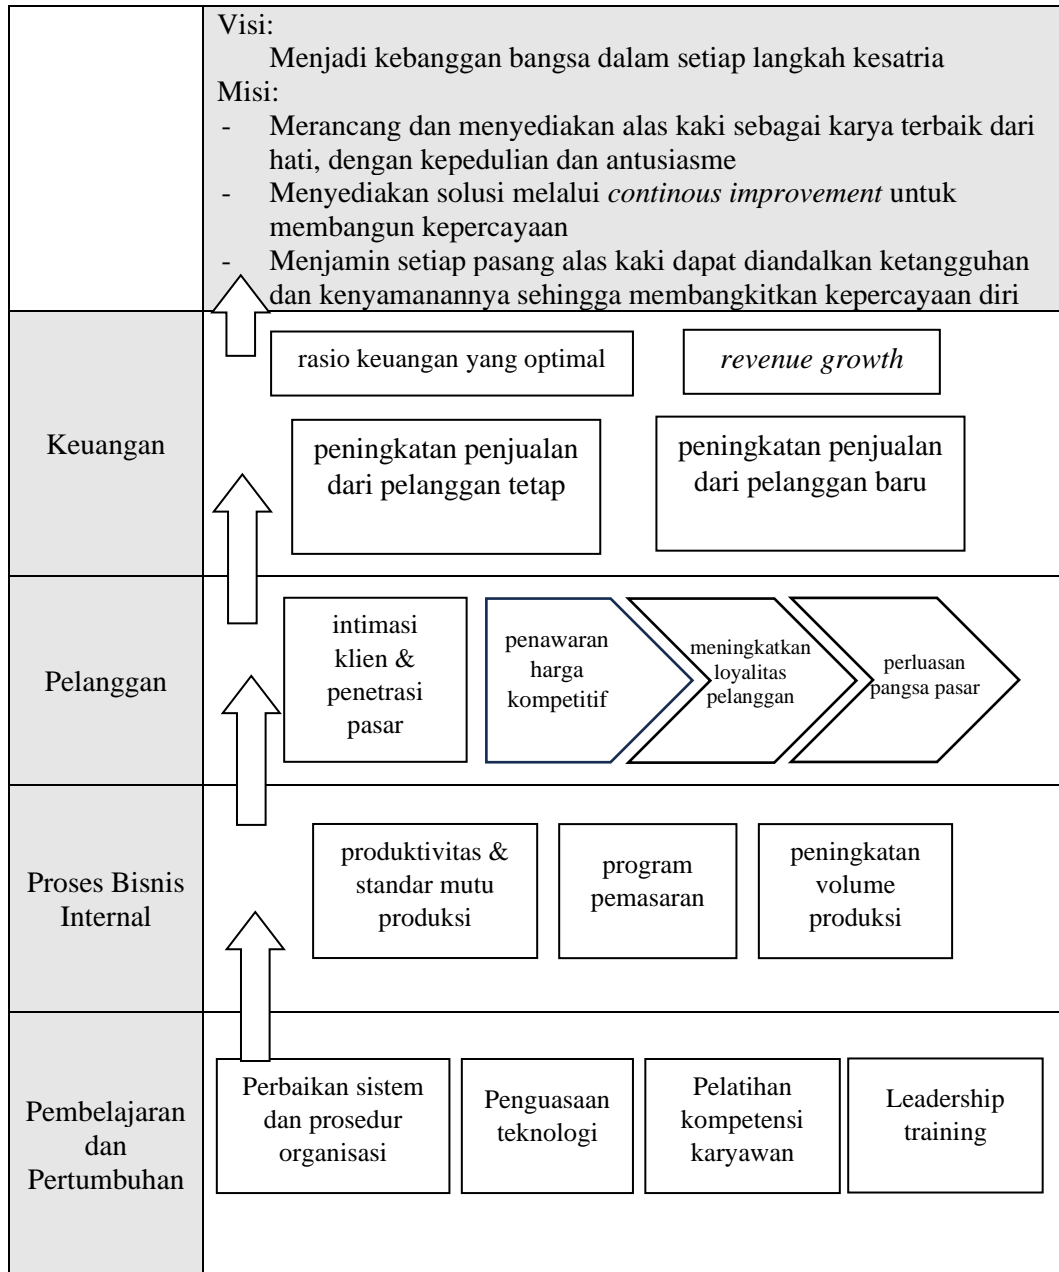 Visi:
Menjadi kebanggan bangsa dalam setiap langkah kesatria
Misi:
- Merancang dan menyediakan alas kaki sebagai karya terbaik dari
hati, dengan kepedulian dan antusiasme
- Menyediakan solusi melalui continous improvement untuk
membangun kepercayaan
- Menjamin setiap pasang alas kaki dapat diandalkan ketangguhan
dan kenyamanannya sehingga membangkitkan kepercayaan diri
Keuangan
rasio keuangan yang optimal
revenue growth
peningkatan penjualan
dari pelanggan tetap
peningkatan penjualan
dari pelanggan baru
Pelanggan
intimasi
klien &
penetrasi
pasar
penawaran
harga
kompetitif
meningkatkan
loyalitas
pelanggan
perluasan
pangsa pasar
Proses Bisnis
Internal
produktivitas &
standar mutu
produksi
program
pemasaran
peningkatan
volume
produksi
Pembelajaran
dan
Pertumbuhan
Perbaikan sistem
dan prosedur
organisasi
Penguasaan
teknologi
Pelatihan
kompetensi
karyawan
Leadership
training